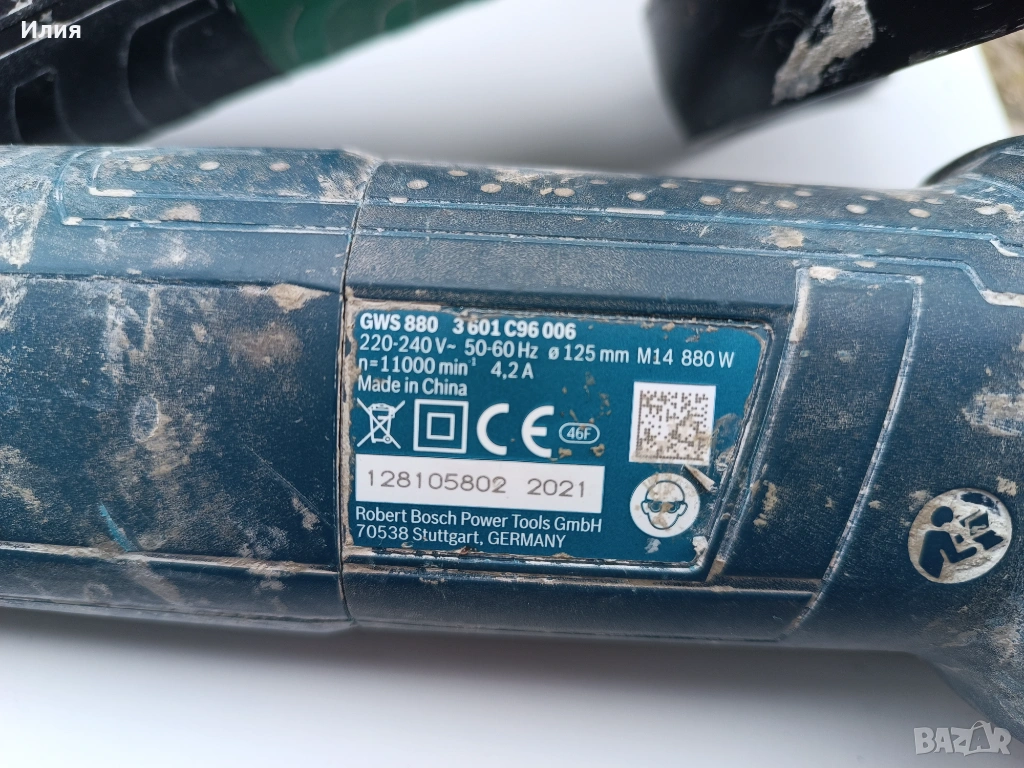 Илия
GWS 880 3 601 C96 006
220-240 V~ 50-60 Hz ø 125 mm M14 880 W
n=11000 min⁻¹ 4,2 A
Made in China
CE 46F
128105802 2021
Robert Bosch Power Tools GmbH
70538 Stuttgart, GERMANY
BAZAR